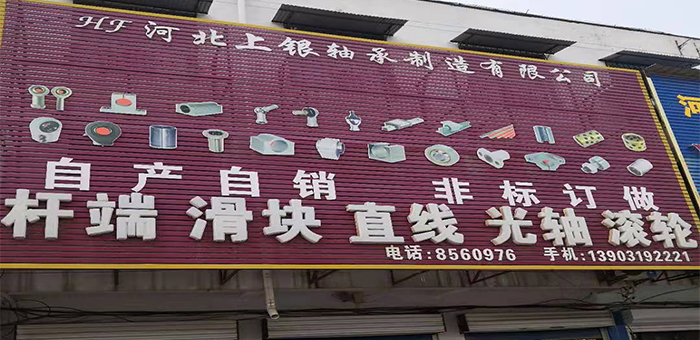 HF 河北上银轴承制造有限公司
自产自销 非标订做
杆端 滑块 直线 光轴 滚轮
电话:8560976 手机:13903192221